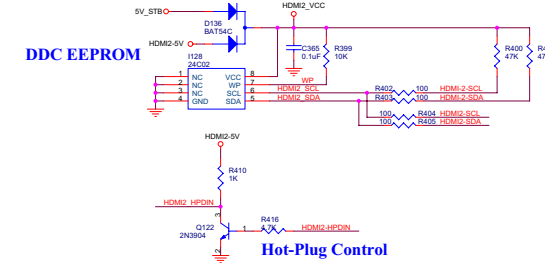 HDMI2_VCC
5V_STB
D136
BAT54C
HDMI2-5V
DDC EEPROM
I128
24C02
C365
0.1uF
R399
10K
R400
47K
1 NC VCC 8
2 NC WP 7 WP
3 NC SCL 6 HDMI2_SCL
4 GND SDA 5 HDMI2_SDA
R402 100 HDMI-2-SCL
R403 100 HDMI-2-SDA
100 R404 HDMI2-SCL
100 R405 HDMI2-SDA
HDMI2-5V
R410
1K
HDMI2_HPDIN
3
Q122
2N3904
1
2
R416
4.7K
HDMI2-HPDIN
Hot-Plug Control